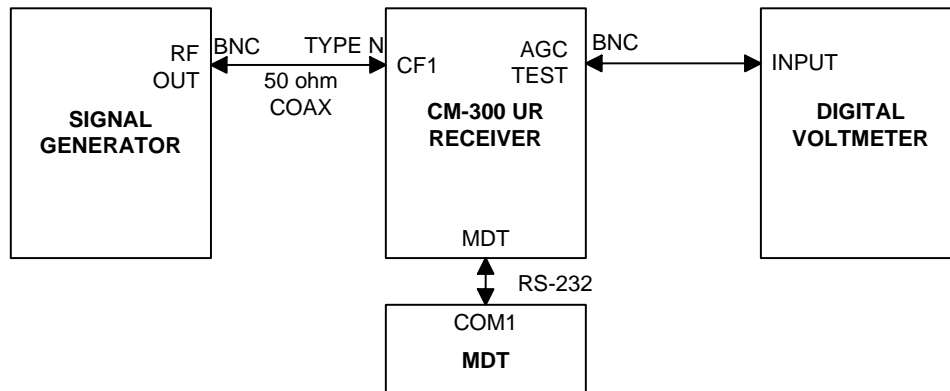 RF
OUT
SIGNAL
GENERATOR
BNC
TYPE N
50 ohm
COAX
CF1
AGC
TEST
CM-300 UR
RECEIVER
MDT
BNC
INPUT
DIGITAL
VOLTMETER
RS-232
COM1
MDT